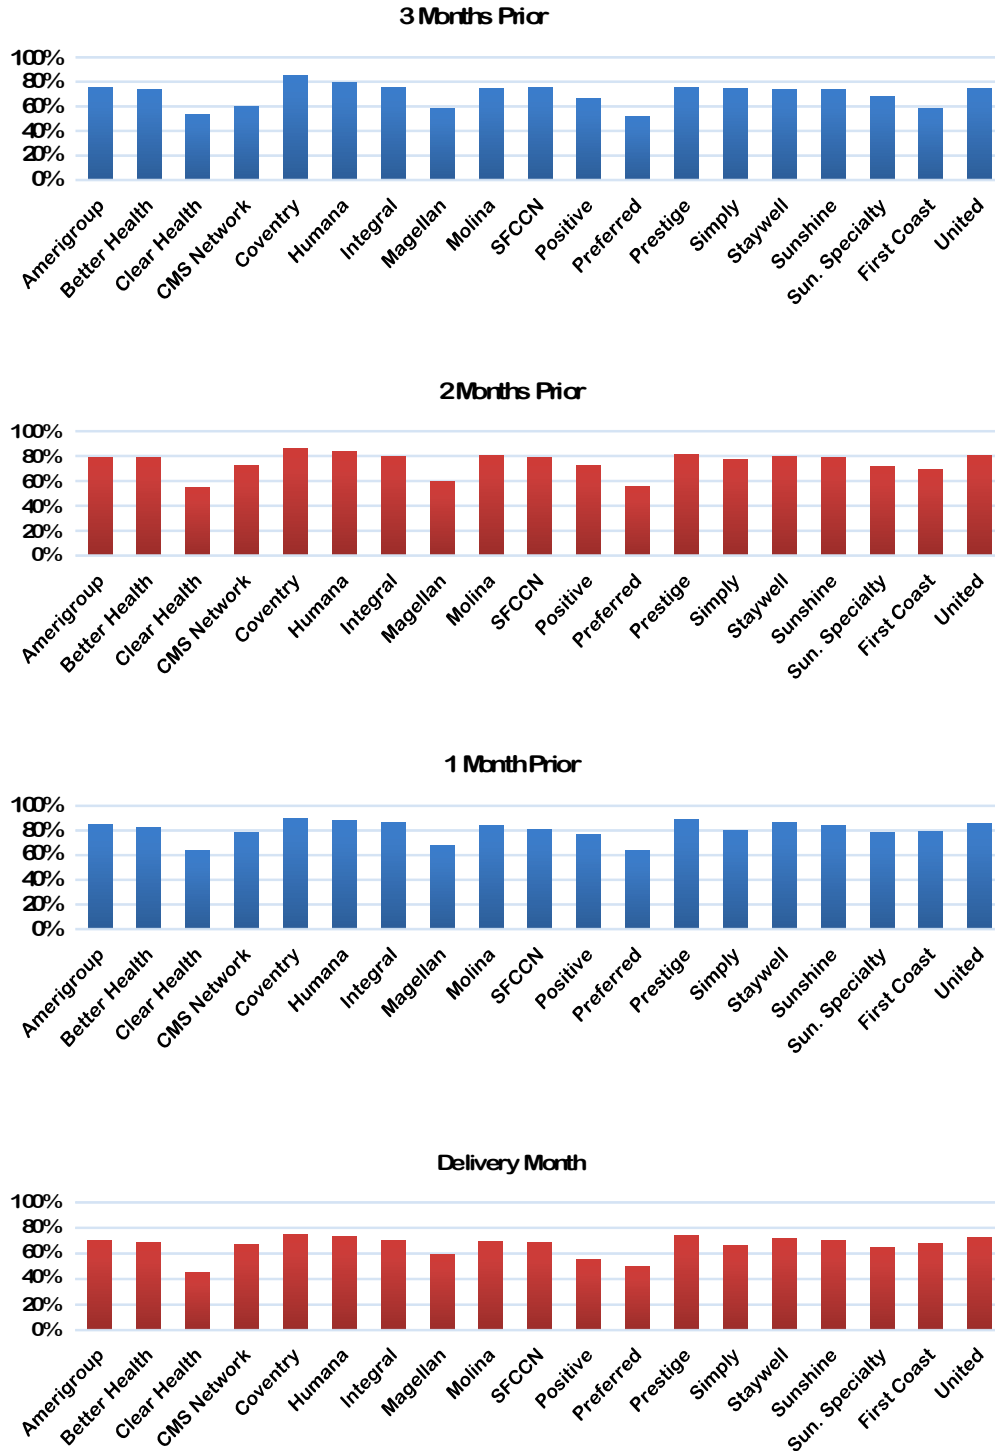 3 Months Prior
100%
80%
60%
40%
20%
0%
Amerigroup
Better Health
Clear Health
CMS Network
Coventry
Humana
Integral
Magellan
Molina
SFCCN
Positive
Preferred
Prestige
Simply
Staywell
Sunshine
Sun. Specialty
First Coast
United
2 Months Prior
100%
80%
60%
40%
20%
0%
Amerigroup
Better Health
Clear Health
CMS Network
Coventry
Humana
Integral
Magellan
Molina
SFCCN
Positive
Preferred
Prestige
Simply
Staywell
Sunshine
Sun. Specialty
First Coast
United
1 Month Prior
100%
80%
60%
40%
20%
0%
Amerigroup
Better Health
Clear Health
CMS Network
Coventry
Humana
Integral
Magellan
Molina
SFCCN
Positive
Preferred
Prestige
Simply
Staywell
Sunshine
Sun. Specialty
First Coast
United
Delivery Month
100%
80%
60%
40%
20%
0%
Amerigroup
Better Health
Clear Health
CMS Network
Coventry
Humana
Integral
Magellan
Molina
SFCCN
Positive
Preferred
Prestige
Simply
Staywell
Sunshine
Sun. Specialty
First Coast
United